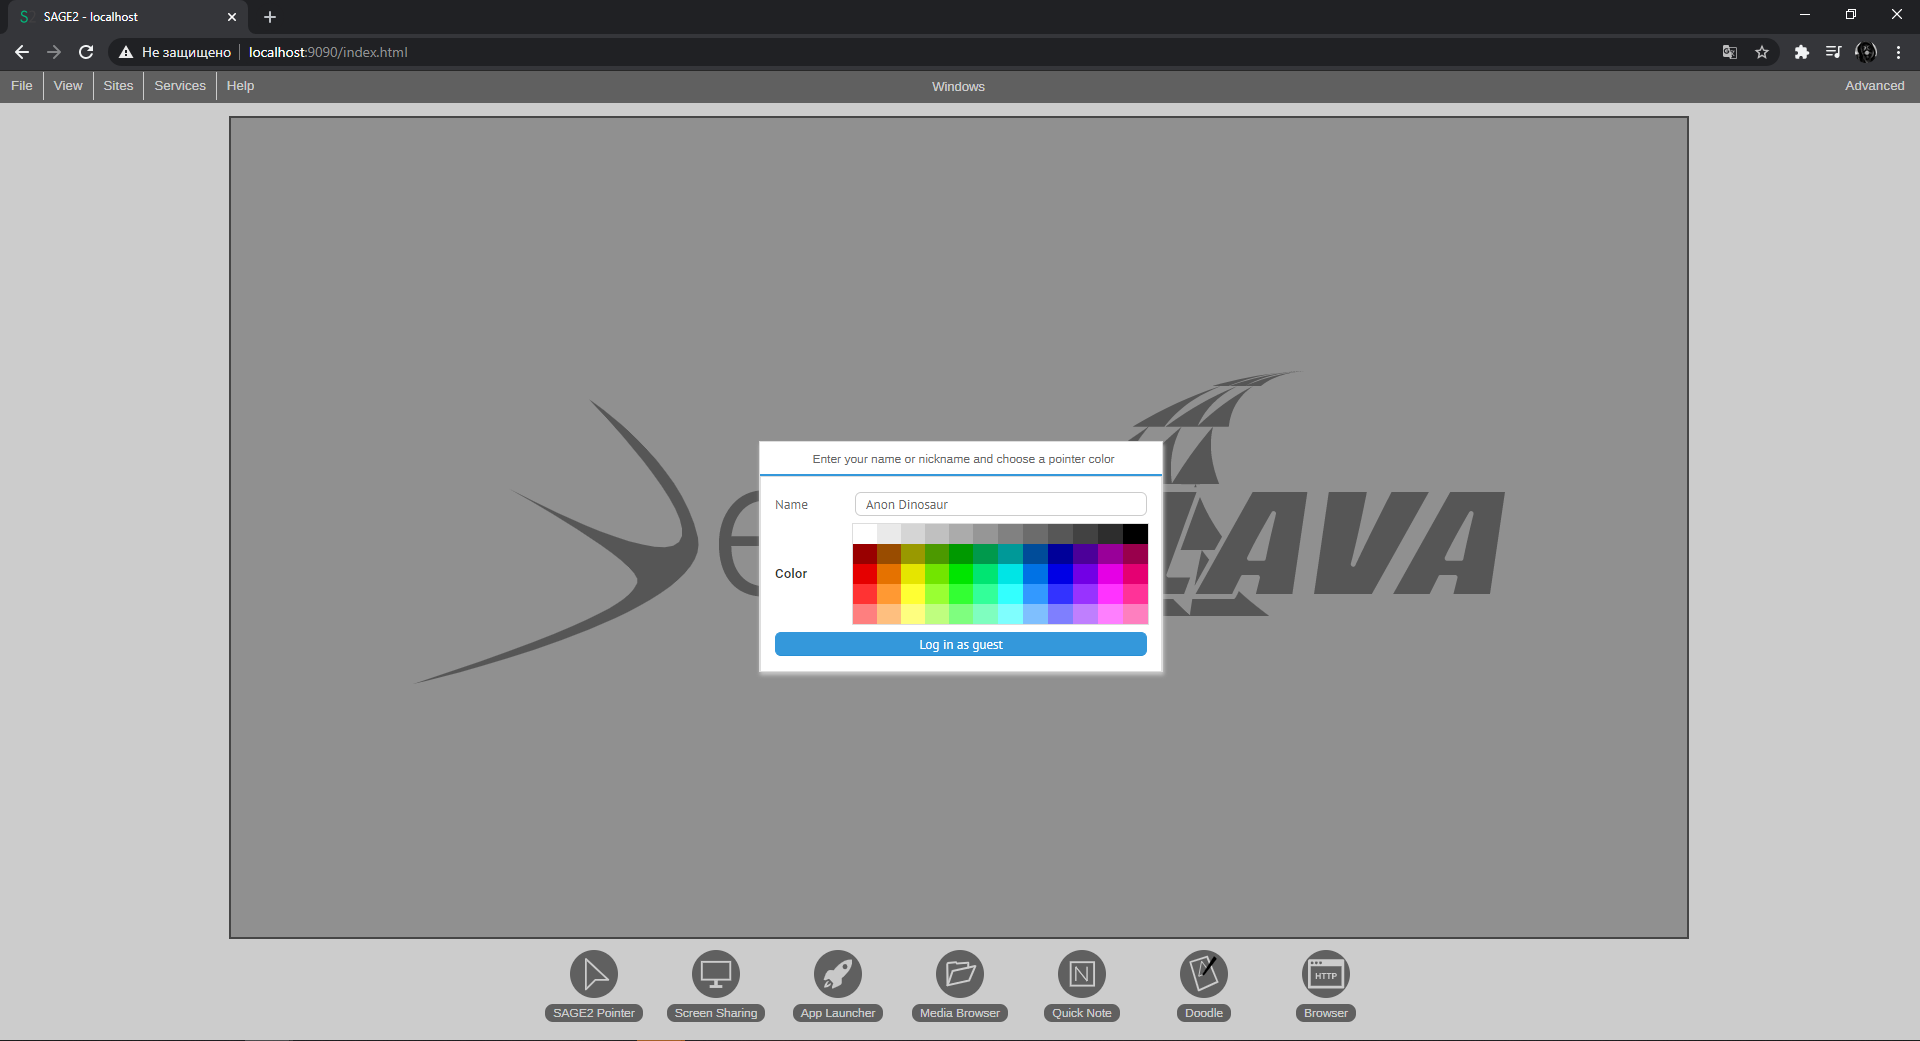 SAGE2 - localhost
Не защищено localhost:9090/index.html
File View Sites Services Help Windows Advanced
Enter your name or nickname and choose a pointer color
Name Anon Dinosaur
Color
Log in as guest
LAVA
N
HTTP
SAGE2 Pointer Screen Sharing App Launcher Media Browser Quick Note Doodle Browser